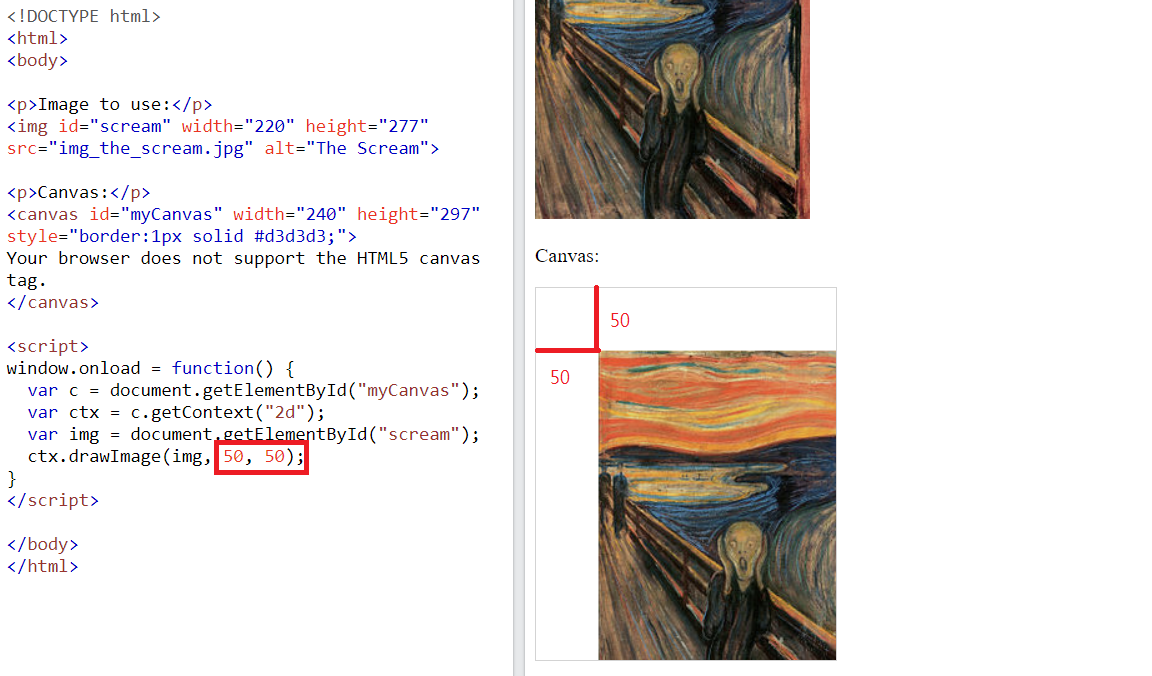 <!DOCTYPE html>
<html>
<body>
<p>Image to use:</p>
<img id="scream" width="220" height="277"
src="img_the_scream.jpg" alt="The Scream">
<p>Canvas:</p>
<canvas id="myCanvas" width="240" height="297"
style="border:1px solid #d3d3d3;">
Your browser does not support the HTML5 canvas
tag.
</canvas>
<script>
window.onload = function() {
  var c = document.getElementById("myCanvas");
  var ctx = c.getContext("2d");
  var img = document.getElementById("scream");
  ctx.drawImage(img, 50, 50);
}
</script>
</body>
</html>
Canvas:
50
50